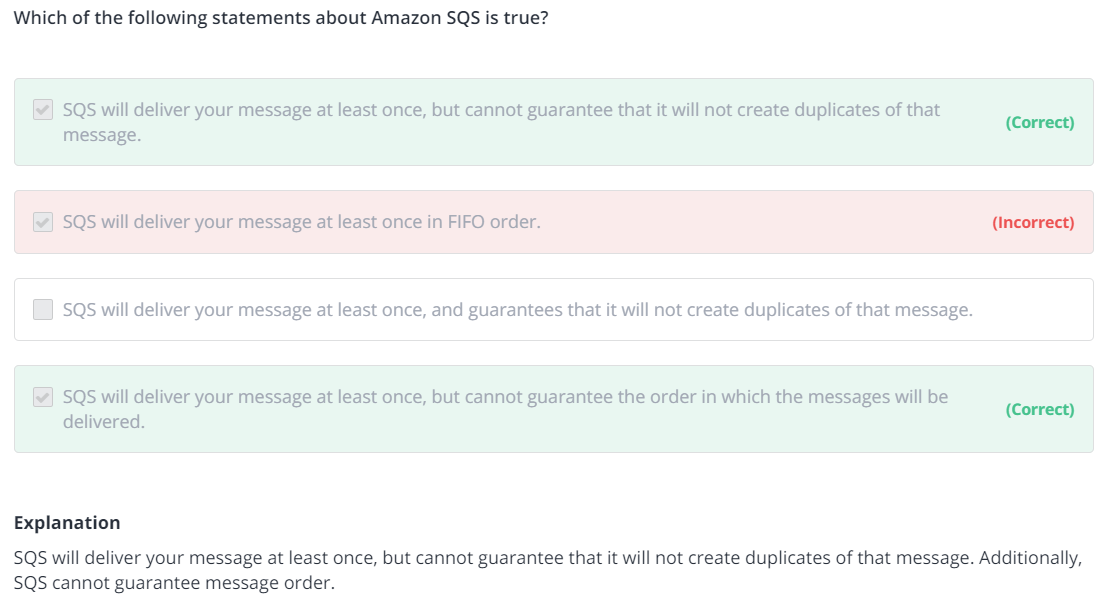 Which of the following statements about Amazon SQS is true?
SQS will deliver your message at least once, but cannot guarantee that it will not create duplicates of that
message.
(Correct)
SQS will deliver your message at least once in FIFO order.
(Incorrect)
SQS will deliver your message at least once, and guarantees that it will not create duplicates of that message.
SQS will deliver your message at least once, but cannot guarantee the order in which the messages will be
delivered.
(Correct)
Explanation
SQS will deliver your message at least once, but cannot guarantee that it will not create duplicates of that message. Additionally,
SQS cannot guarantee message order.